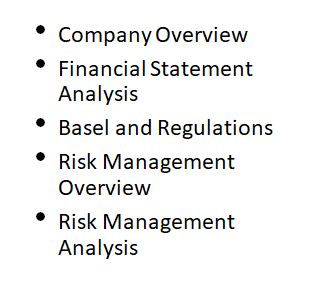 • Company Overview
• Financial Statement
Analysis
• Basel and Regulations
• Risk Management
Overview
• Risk Management
Analysis